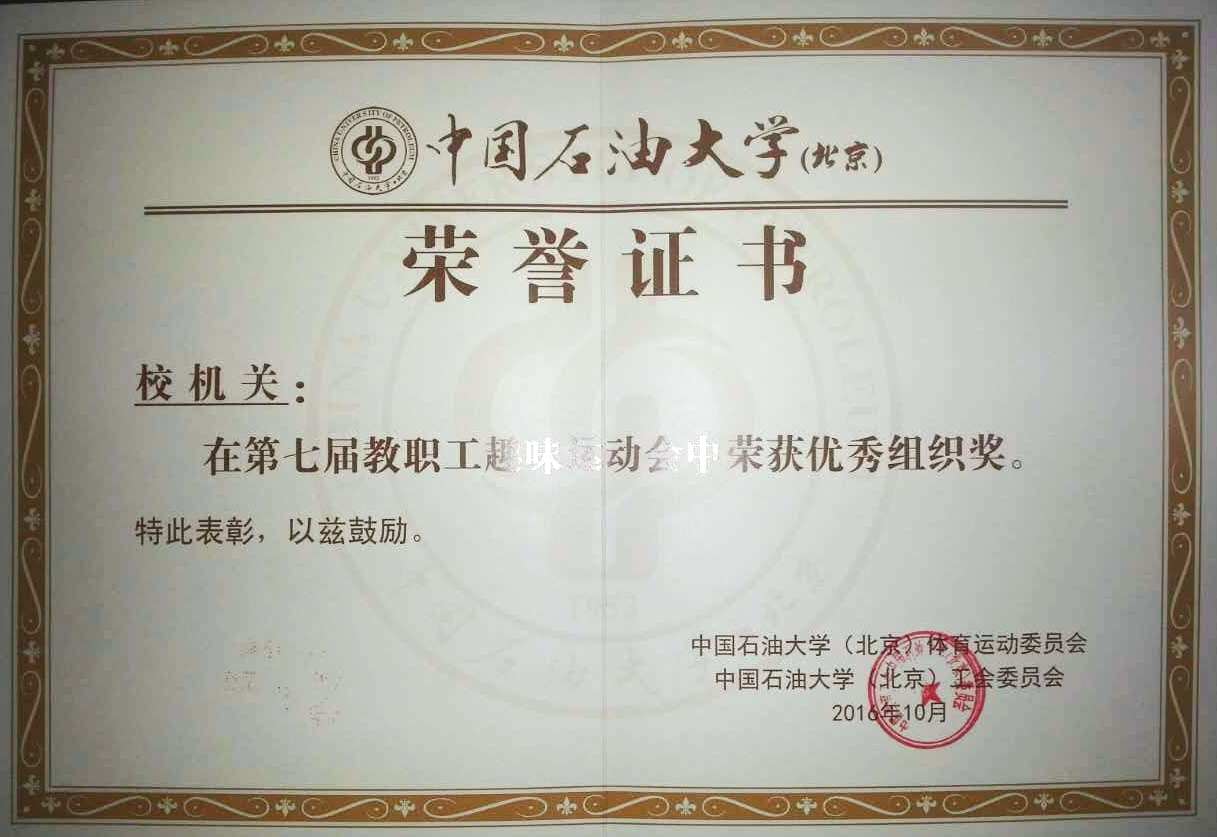 CHINA UNIVERSITY OF PETROLEUM
中国石油大学(北京)
荣誉证书
校机关：
在第七届教职工趣味运动会中荣获优秀组织奖。
特此表彰，以兹鼓励。
中国石油大学（北京）体育运动委员会
中国石油大学（北京）工会委员会
2016年10月